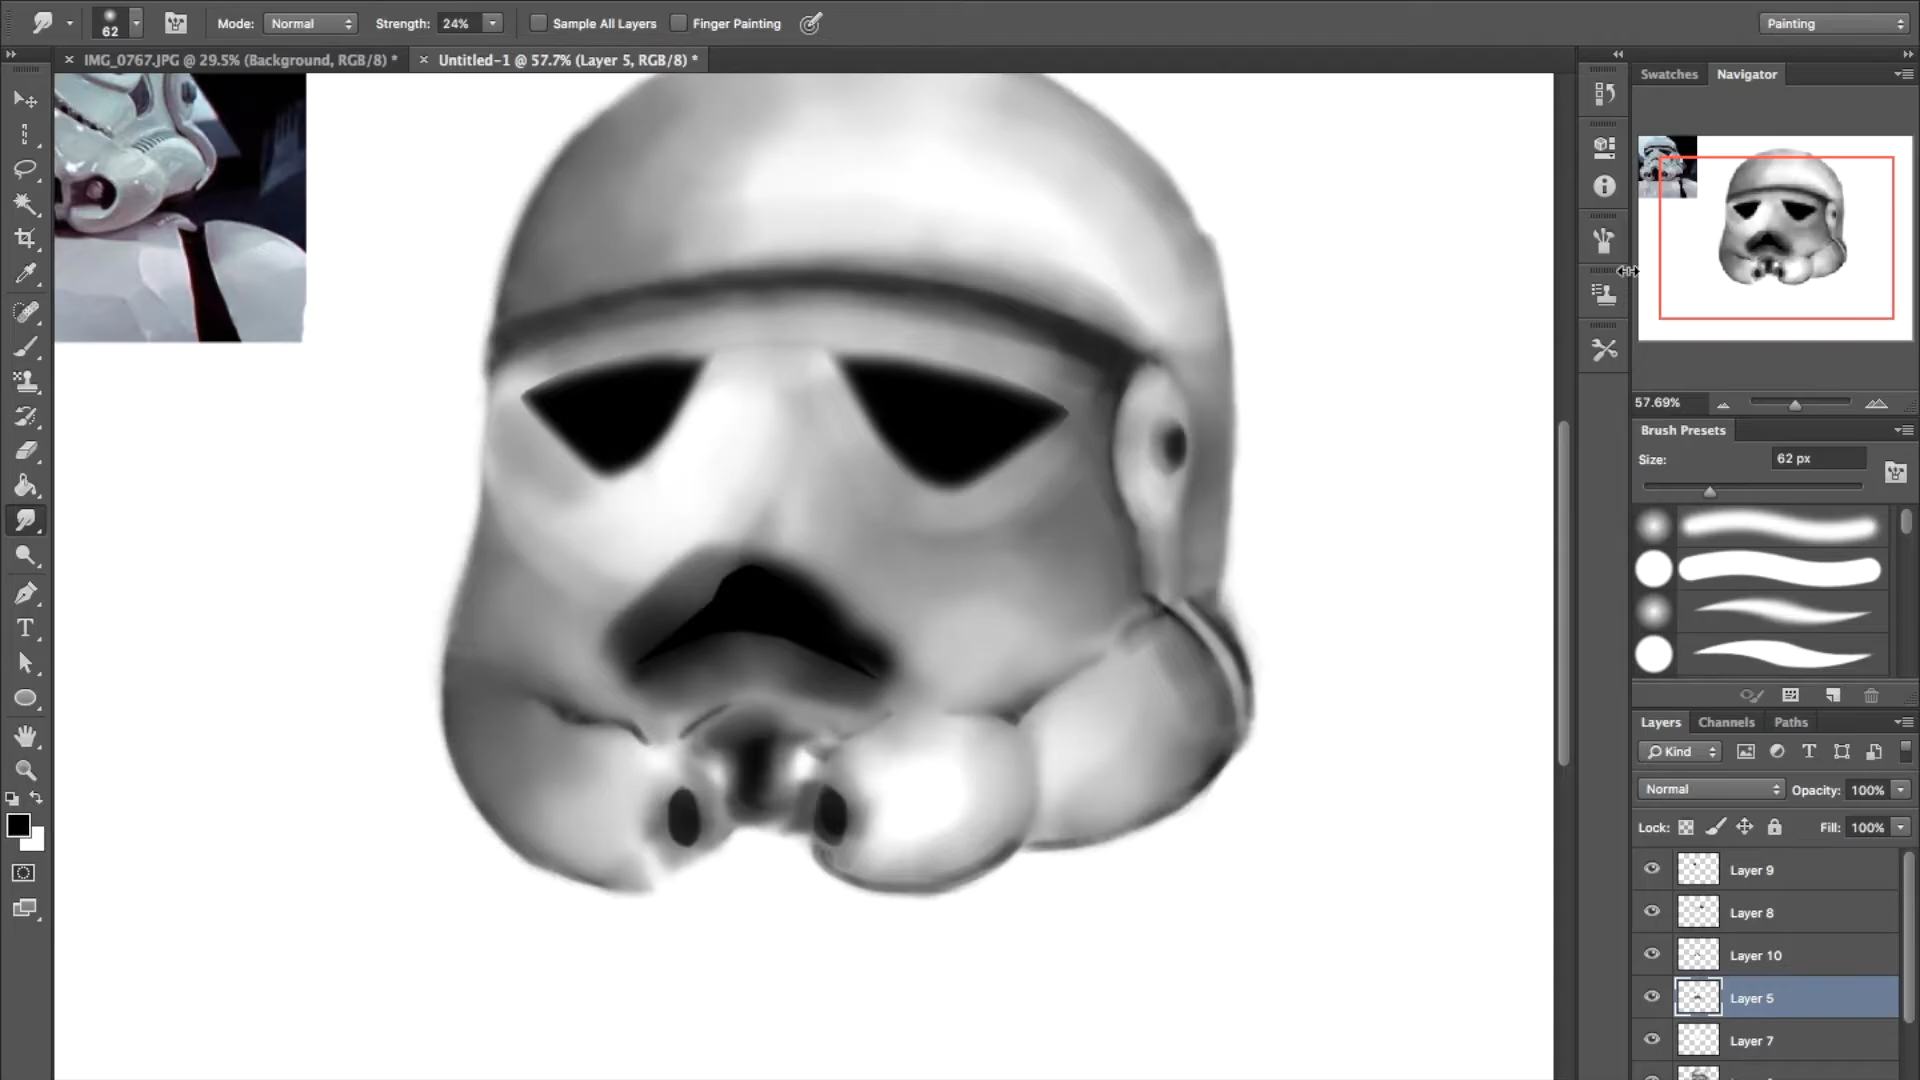 62
Mode: Normal Strength: 24% Sample All Layers Finger Painting Painting
IMG_0767.JPG @ 29.5% (Background, RGB/8) * Untitled-1 @ 57.7% (Layer 5, RGB/8) *
Swatches Navigator
57.69%
Brush Presets
Size: 62 px
Layers Channels Paths
Kind
Normal Opacity: 100%
Lock: Fill: 100%
Layer 9
Layer 8
Layer 10
Layer 5
Layer 7